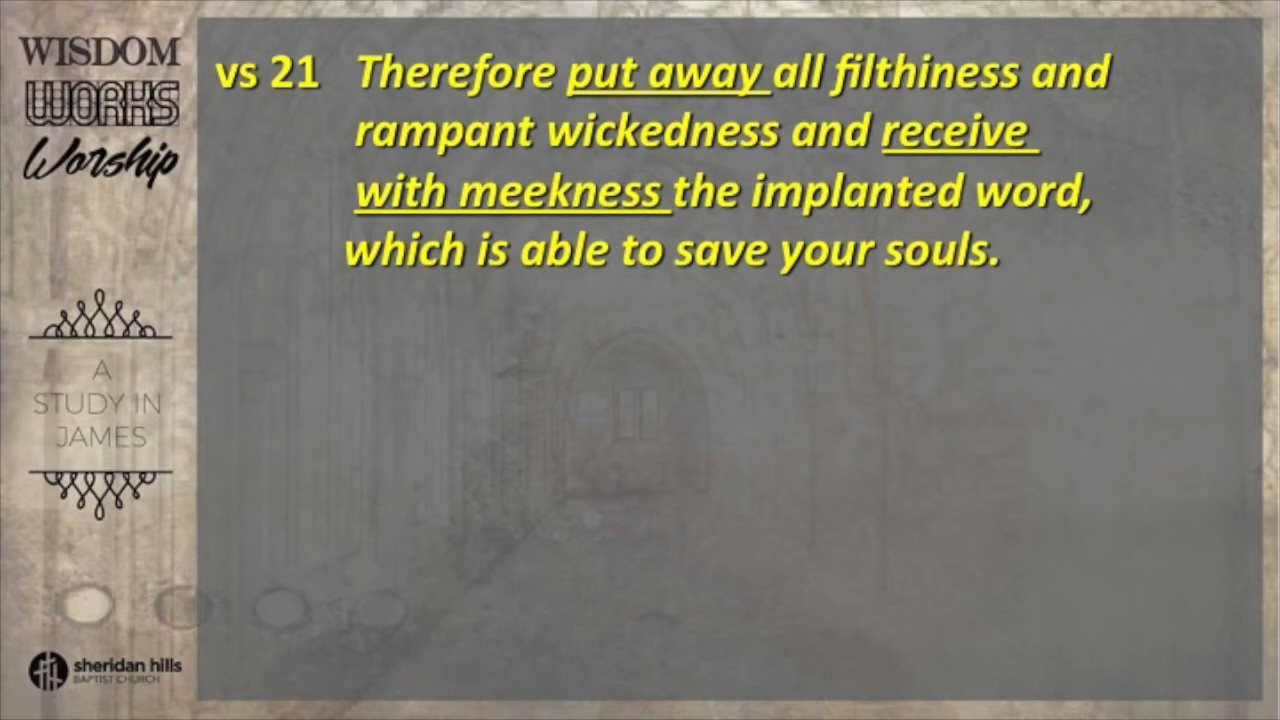 WISDOM
WORKS
Worship
A
STUDY IN
JAMES
sheridan hills
BAPTIST CHURCH
vs 21 Therefore put away all filthiness and
rampant wickedness and receive
with meekness the implanted word,
which is able to save your souls.